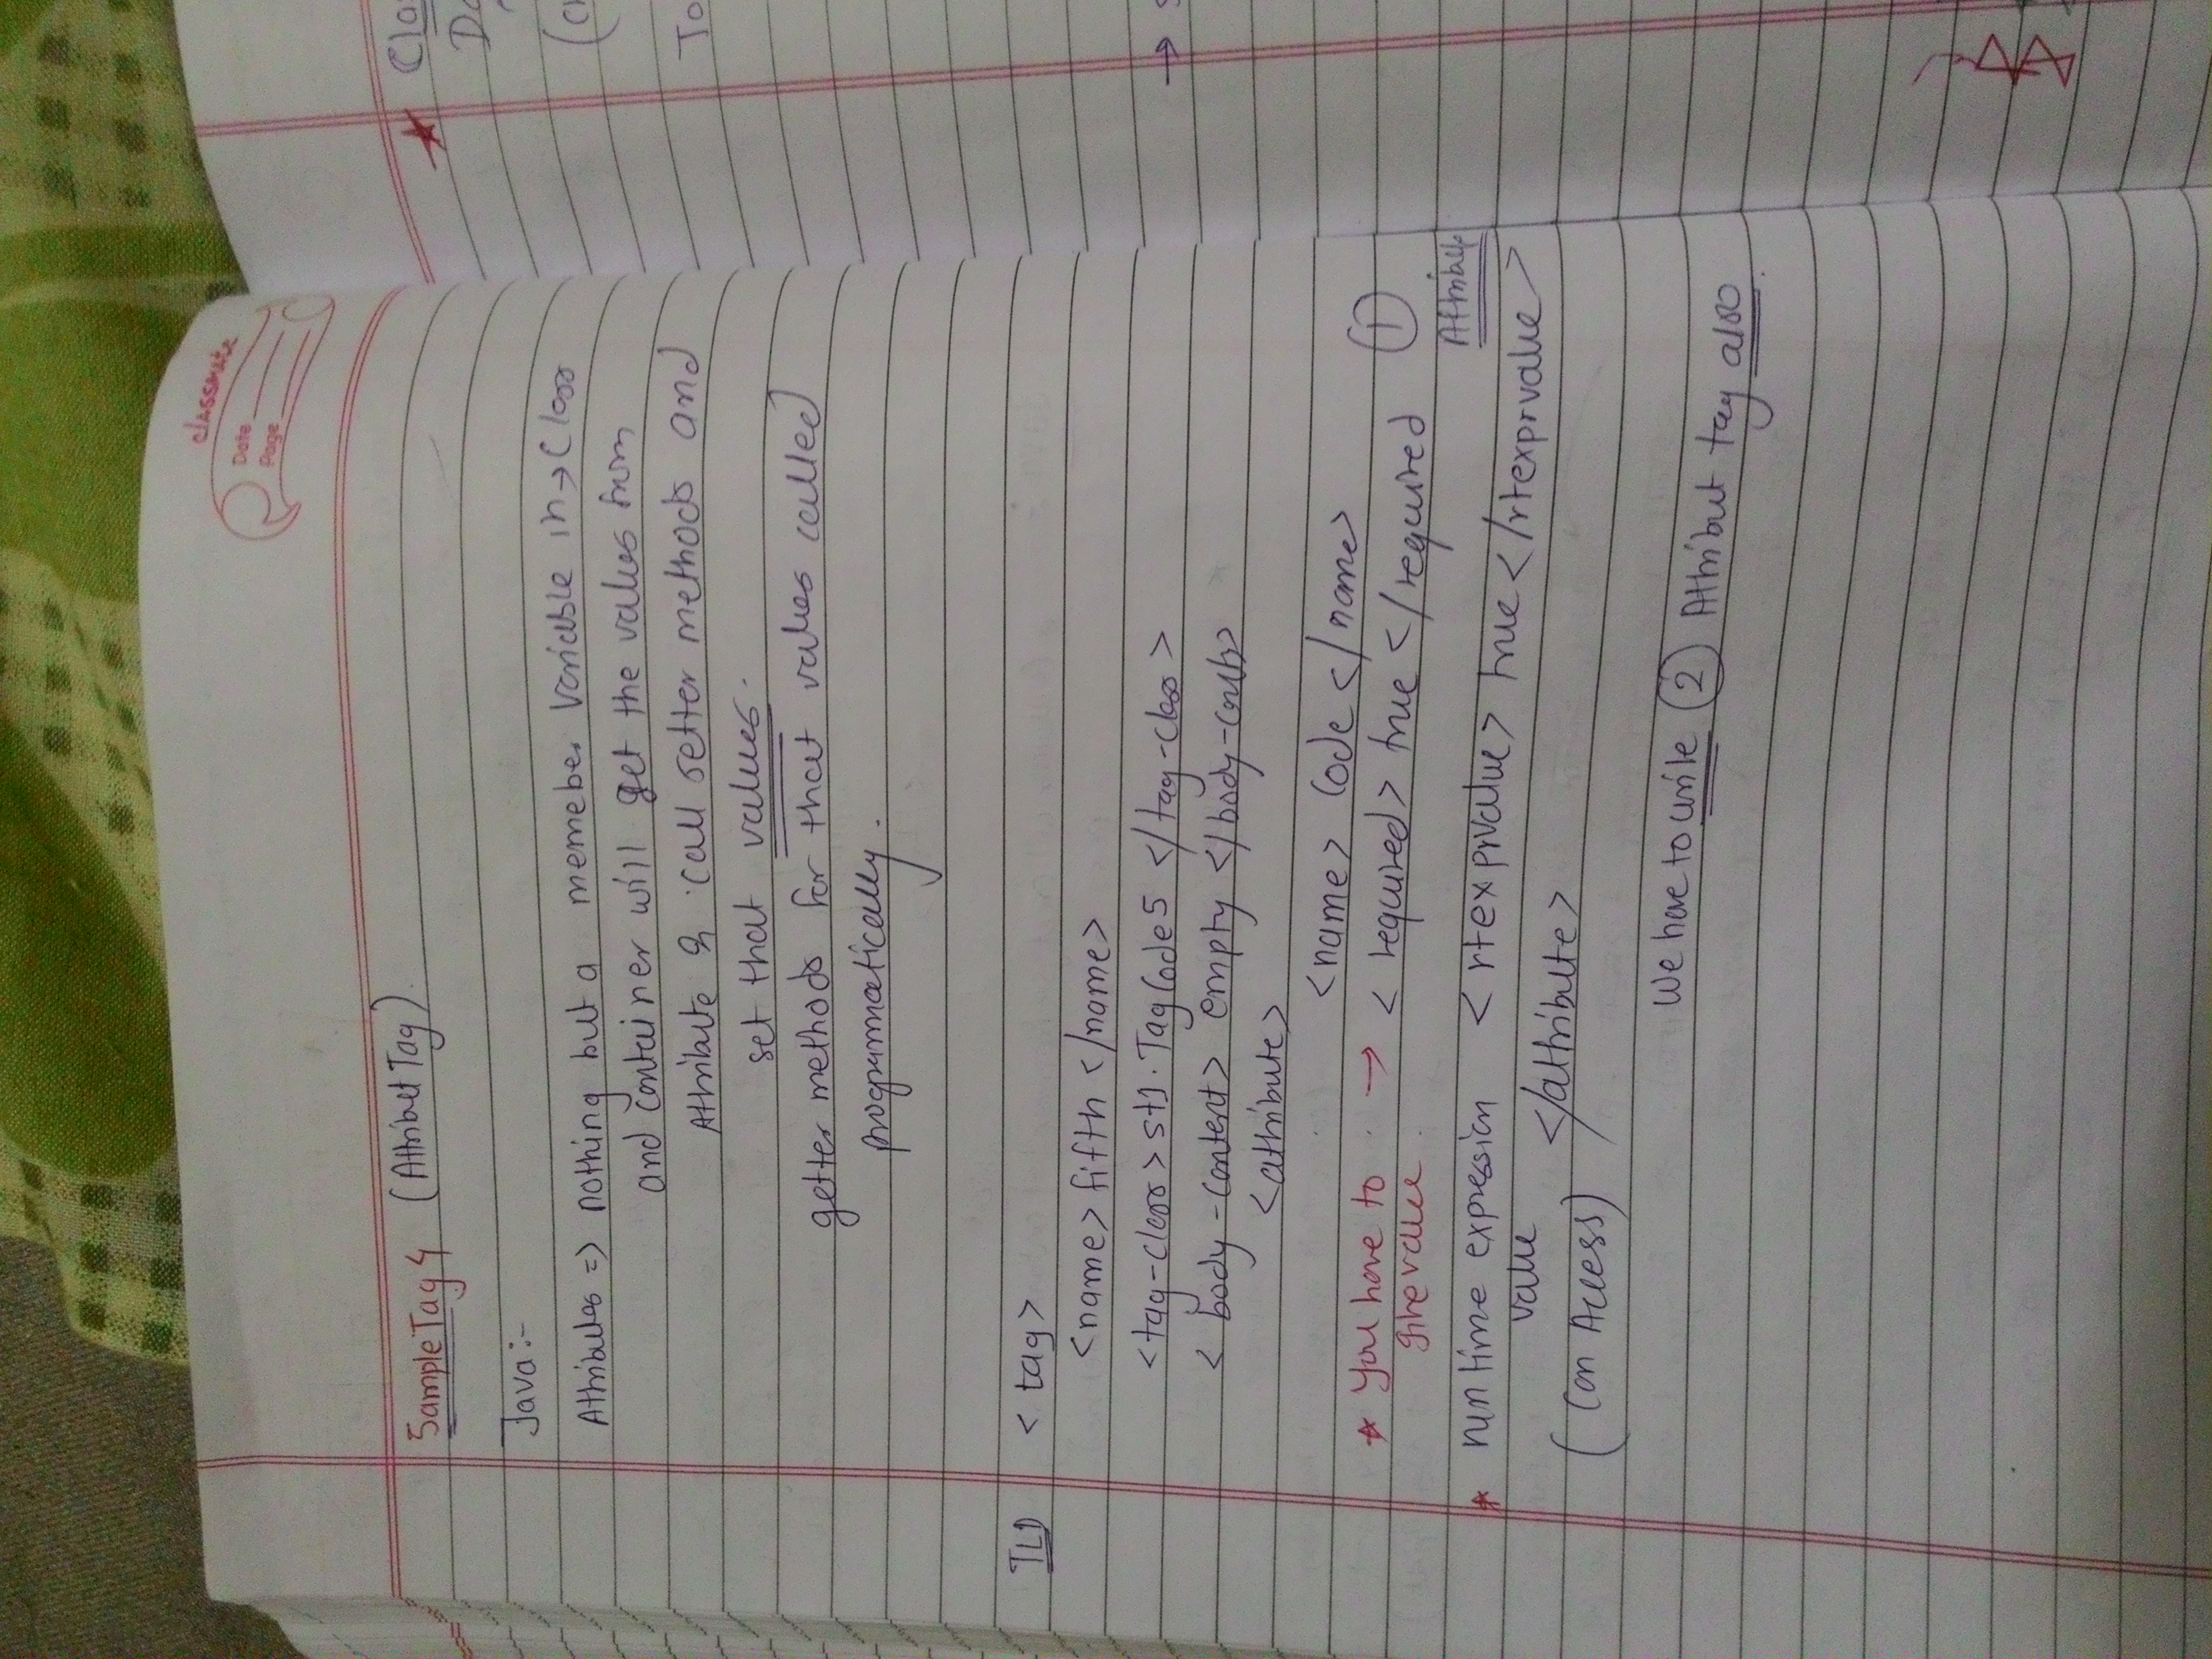 classmate
Date
Page
SampleTag 4 (Attribut Tag).
Java :-
Attributes => nothing but a memeber variable in → Class
and container will get the values from
Attribute & call setter methods and
set that values.
getter methods for that values called
programmatically.
TLD <tag>
<name> fifth </name>
<tag-class> st1.TagCode5 </tag-class>
<body-content> empty </body-
<attribute>
<name> Code </name>
* You have to → <required> true </required 1
give value
Attribute
* run time expression <rtexprvalue> true </rtexprvalue>
value
(Can Access) </attribute>
We have to write 2 Attribut tag also.
Cla
Da
(Ch
To
→ S